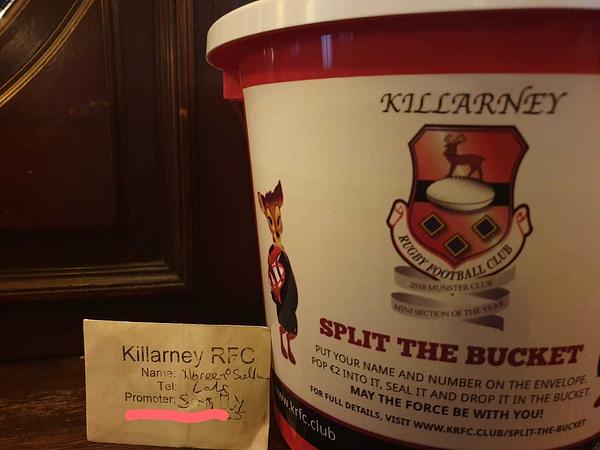 KILLARNEY
RUGBY FOOTBALL CLUB
2018 MUNSTER CLUB
MINI SECTION OF THE YEAR
SPLIT THE BUCKET
PUT YOUR NAME AND NUMBER ON THE ENVELOPE.
POP €2 INTO IT, SEAL IT AND DROP IT IN THE BUCKET.
MAY THE FORCE BE WITH YOU!
FOR FULL DETAILS, VISIT WWW.KRFC.CLUB/SPLIT-THE-BUCKET
www.krfc.club
Killarney RFC
Name:
Tel:
Promoter: